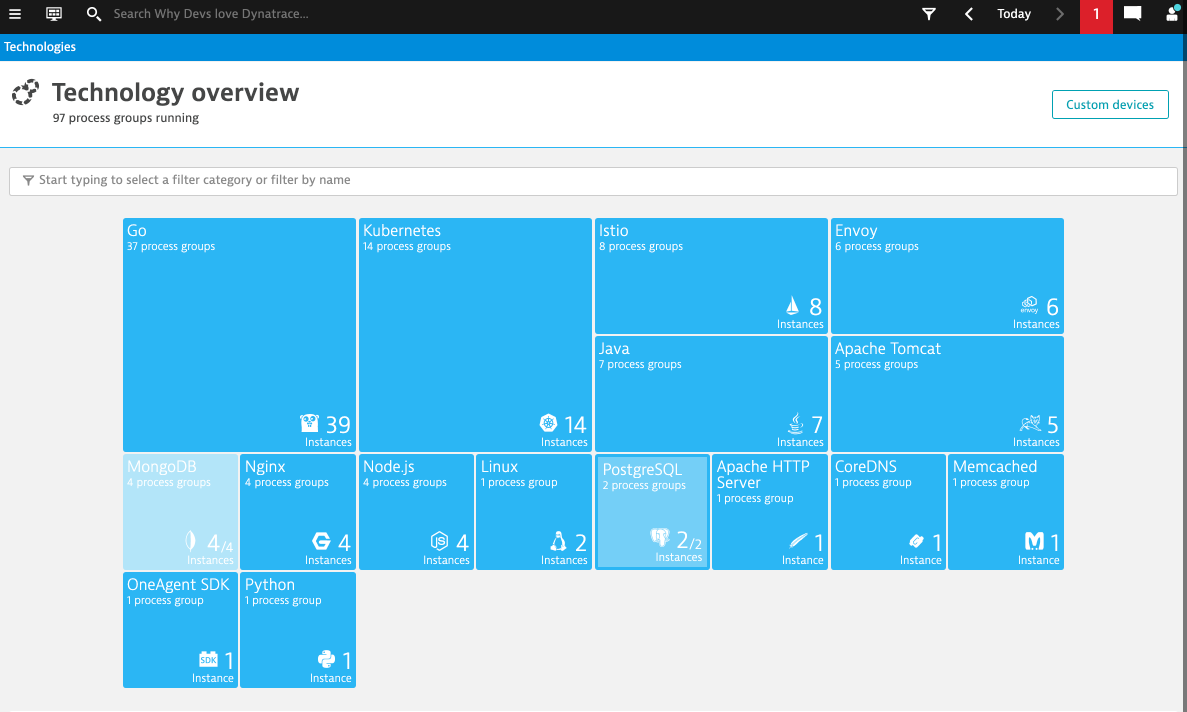 Search Why Devs love Dynatrace...
Today
1
Technologies
Technology overview
97 process groups running
Custom devices
Start typing to select a filter category or filter by name
Go
37 process groups
39
Instances
Kubernetes
14 process groups
14
Instances
Istio
8 process groups
8
Instances
Envoy
6 process groups
envoy
6
Instances
Java
7 process groups
7
Instances
Apache Tomcat
5 process groups
5
Instances
MongoDB
4 process groups
4/4
Instances
Nginx
4 process groups
4
Instances
Node.js
4 process groups
JS
4
Instances
Linux
1 process group
2
Instances
PostgreSQL
2 process groups
2/2
Instances
Apache HTTP
Server
1 process group
1
Instance
CoreDNS
1 process group
1
Instance
Memcached
1 process group
1
Instance
OneAgent SDK
1 process group
SDK
1
Instance
Python
1 process group
1
Instance